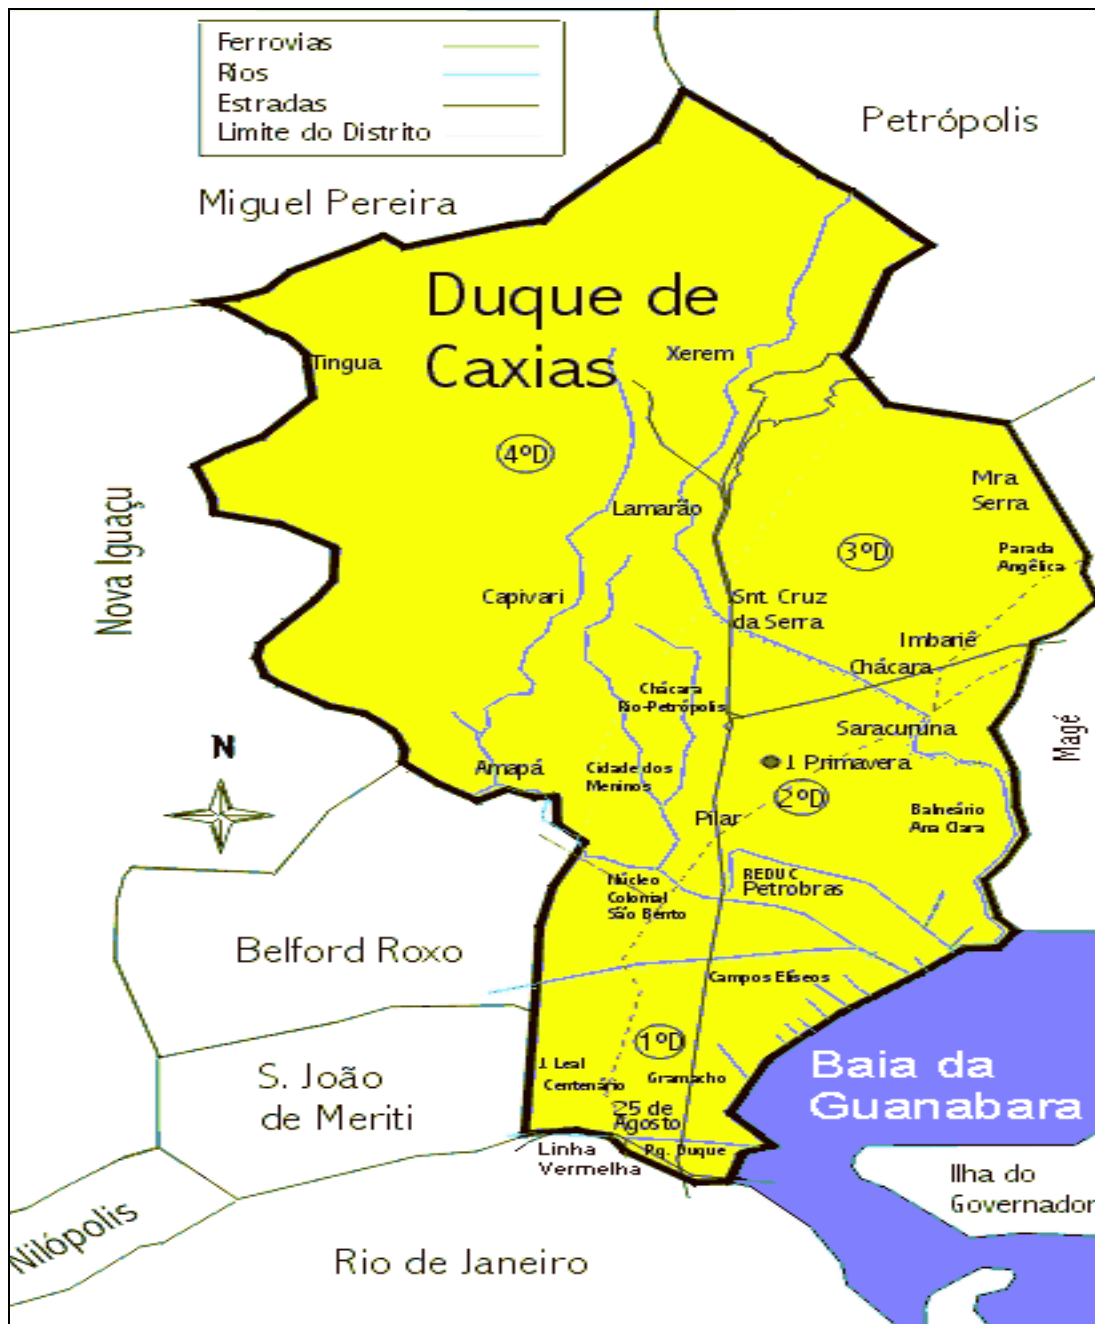 Ferrovias
Rios
Estradas
Limite do Distrito
Petrópolis
Miguel Pereira
Duque de
Caxias
Xerem
Tingua
4ºD
Mra
Serra
Lamarão
Nova Iguaçu
3ºD
Parada
Angêlica
Capivari
Snt. Cruz
da Serra
Imbariê
Chácara
Chácara
Rio-Petrópolis
Saracuruna
Magé
N
Amapá
Cidade dos
Meninos
J. Primavera
2ºD
Pilar
Balneário
Ana Clara
Núcleo
Colonial
São Bento
REDUC
Petrobras
Belford Roxo
Campos Elíseos
1ºD
J. Leal
Centenário
Gramacho
Baia da
Guanabara
S. João
de Meriti
25 de
Agosto
Linha
Vermelha
Pq. Duque
Ilha do
Governador
Nilópolis
Rio de Janeiro